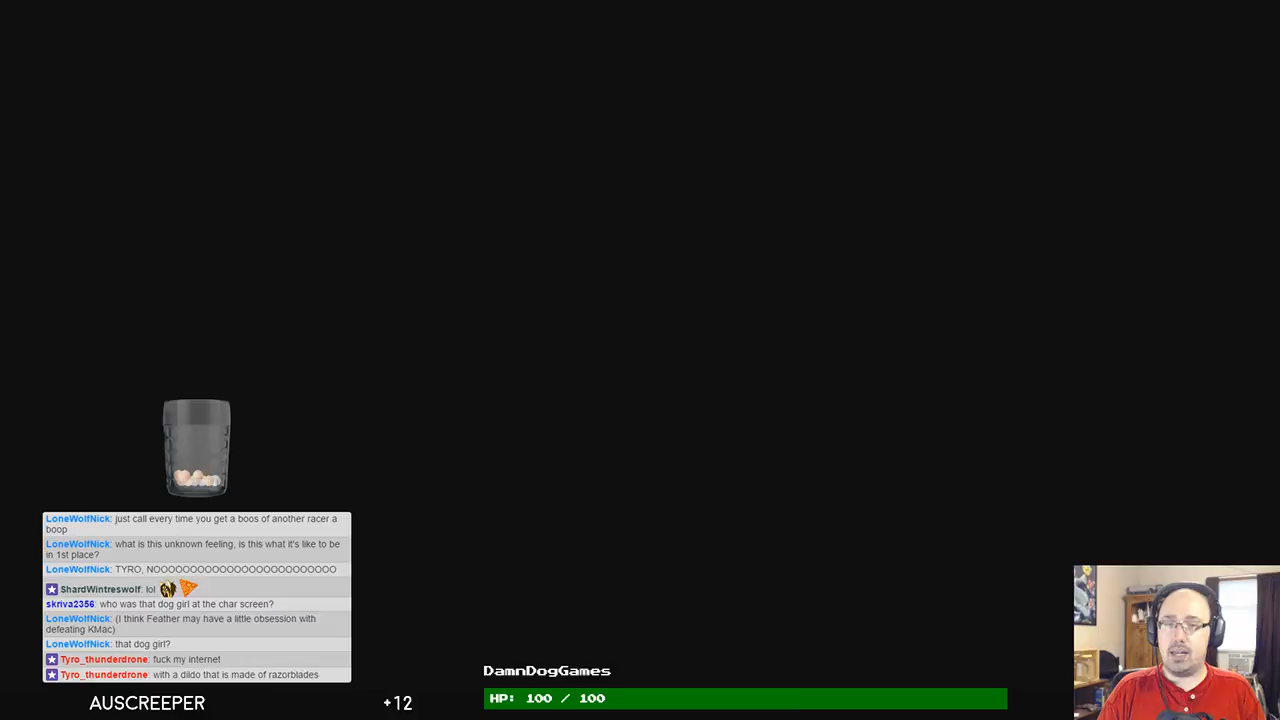 LoneWolfNick: just call every time you get a boos of another racer a
boop
LoneWolfNick: what is this unknown feeling, is this what it's like to be
in 1st place?
LoneWolfNick: TYRO, NOOOOOOOOOOOOOOOOOOOOOOOOOO
ShardWintreswolf: lol
skriva2356: who was that dog girl at the char screen?
LoneWolfNick: (I think Feather may have a little obsession with
defeating KMac)
LoneWolfNick: that dog girl?
Tyro_thunderdrone: fuck my internet
Tyro_thunderdrone: with a dildo that is made of razorblades
AUSCREEPER +12
DamnDogGames
HP: 100 / 100